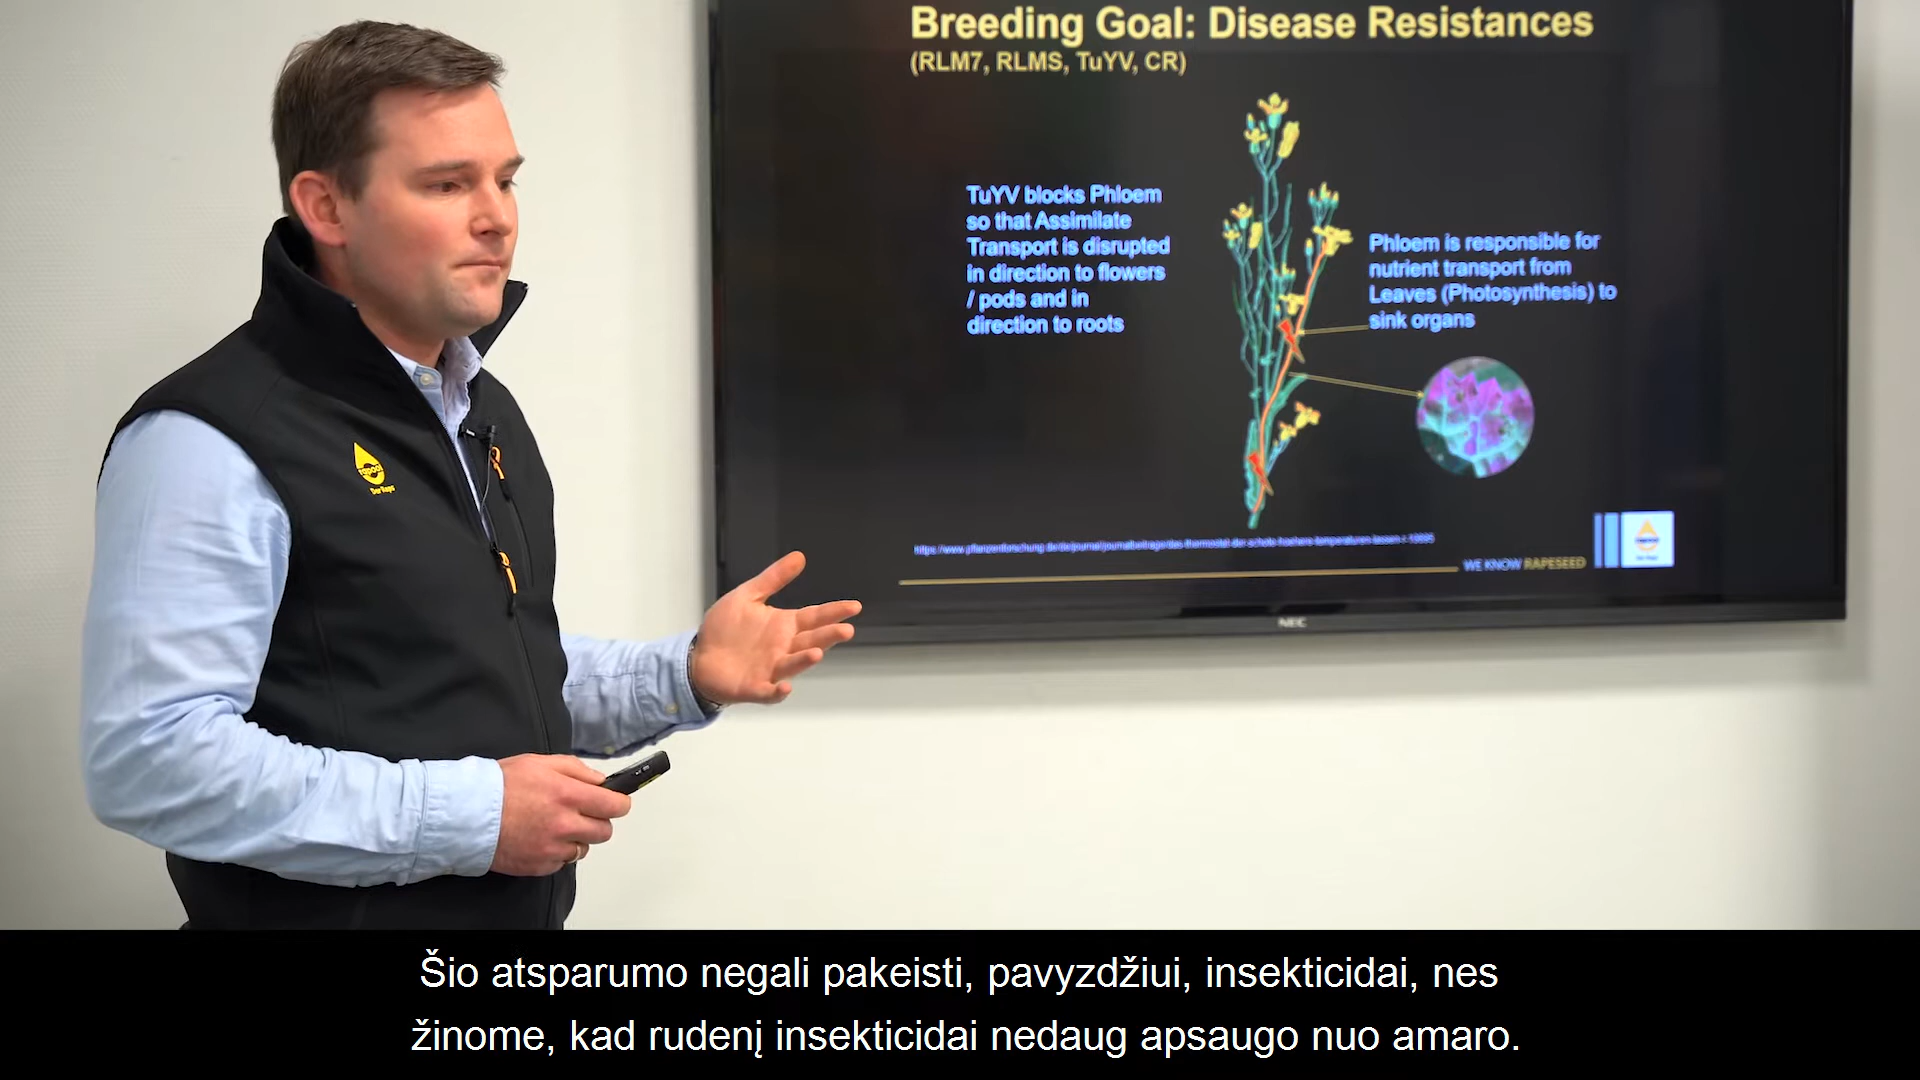 Breeding Goal: Disease Resistances
(RLM7, RLMS, TuYV, CR)
TuYV blocks Phloem
so that Assimilate
Transport is disrupted
in direction to flowers
/ pods and in
direction to roots
Phloem is responsible for
nutrient transport from
Leaves (Photosynthesis) to
sink organs
WE KNOW RAPESEED
NEC
rapool
Der Raps
Šio atsparumo negali pakeisti, pavyzdžiui, insekticidai, nes
žinome, kad rudenį insekticidai nedaug apsaugo nuo amaro.